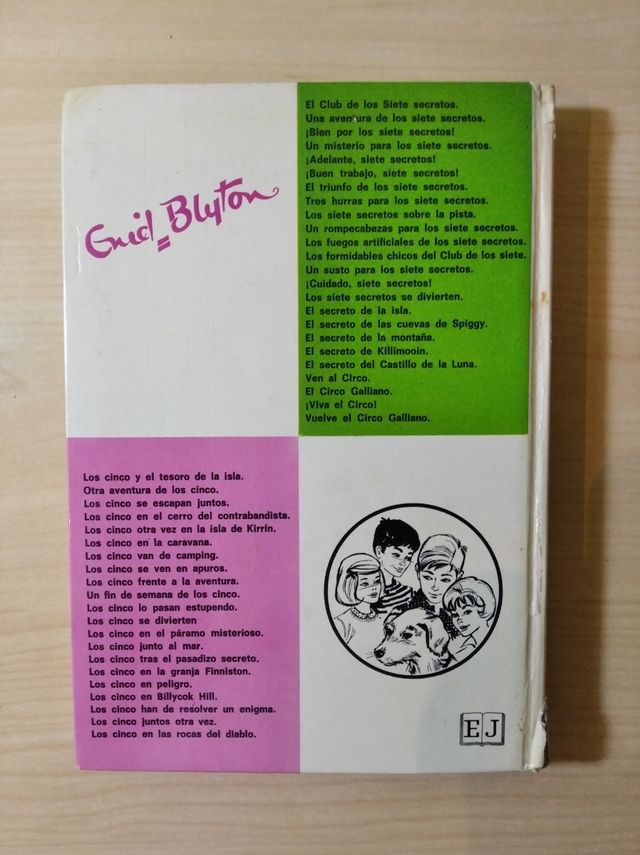 Enid Blyton
El Club de los Siete secretos.
Una aventura de los siete secretos.
¡Bien por los siete secretos!
Un misterio para los siete secretos.
¡Adelante, siete secretos!
¡Buen trabajo, siete secretos!
El triunfo de los siete secretos.
Tres hurras para los siete secretos.
Los siete secretos sobre la pista.
Un rompecabezas para los siete secretos.
Los fuegos artificiales de los siete secretos.
Los formidables chicos del Club de los siete.
Un susto para los siete secretos.
¡Cuidado, siete secretos!
Los siete secretos se divierten.
El secreto de la isla.
El secreto de las cuevas de Spiggy.
El secreto de la montaña.
El secreto de Killimooin.
El secreto del Castillo de la Luna.
Ven al Circo.
El Circo Galliano.
¡Viva el Circo!
Vuelve el Circo Galliano.
Los cinco y el tesoro de la isla.
Otra aventura de los cinco.
Los cinco se escapan juntos.
Los cinco en el cerro del contrabandista.
Los cinco otra vez en la isla de Kirrin.
Los cinco en la caravana.
Los cinco van de camping.
Los cinco se ven en apuros.
Los cinco frente a la aventura.
Un fin de semana de los cinco.
Los cinco lo pasan estupendo.
Los cinco se divierten
Los cinco en el páramo misterioso.
Los cinco junto al mar.
Los cinco tras el pasadizo secreto.
Los cinco en la granja Finniston.
Los cinco en peligro.
Los cinco en Billycok Hill.
Los cinco han de resolver un enigma.
Los cinco juntos otra vez.
Los cinco en las rocas del diablo.
EJ